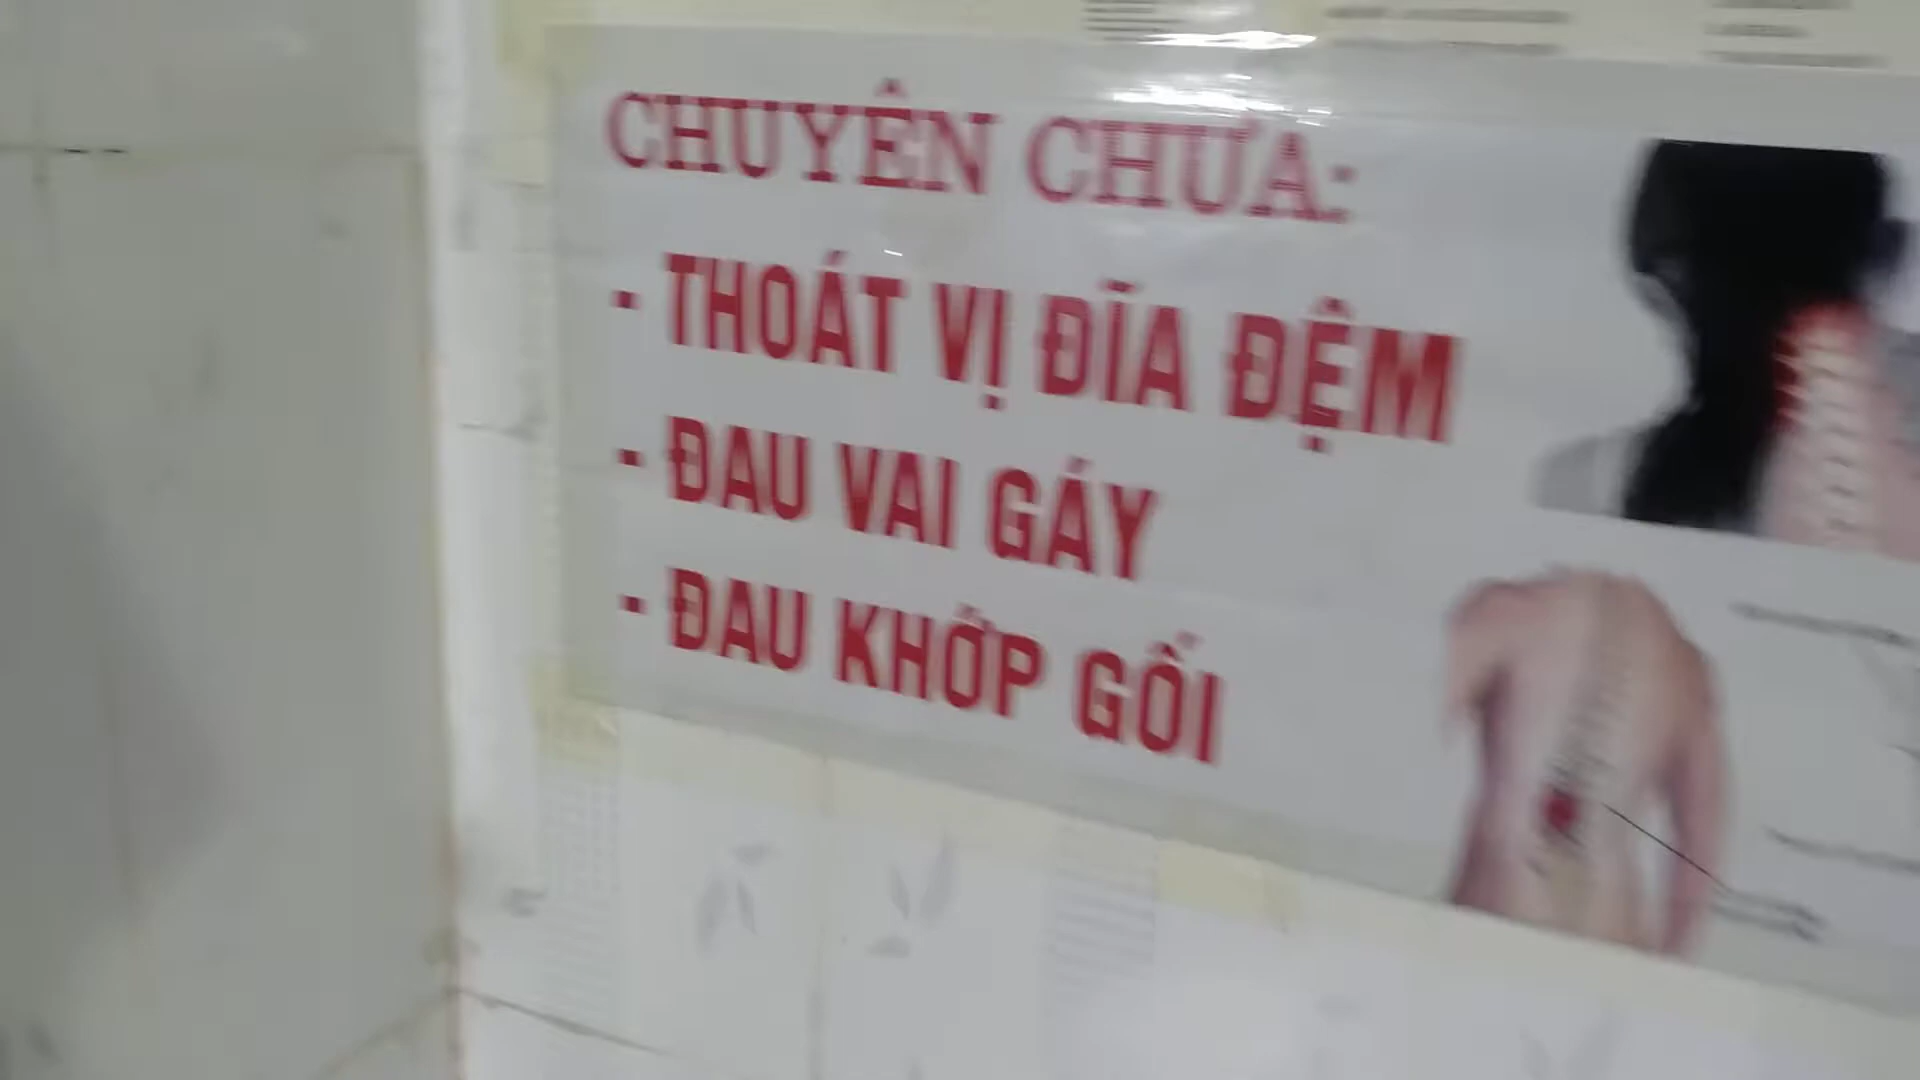 CHUYÊN CHỮA:
- THOÁT VỊ ĐĨA ĐỆM
- ĐAU VAI GÁY
- ĐAU KHỚP GỐI